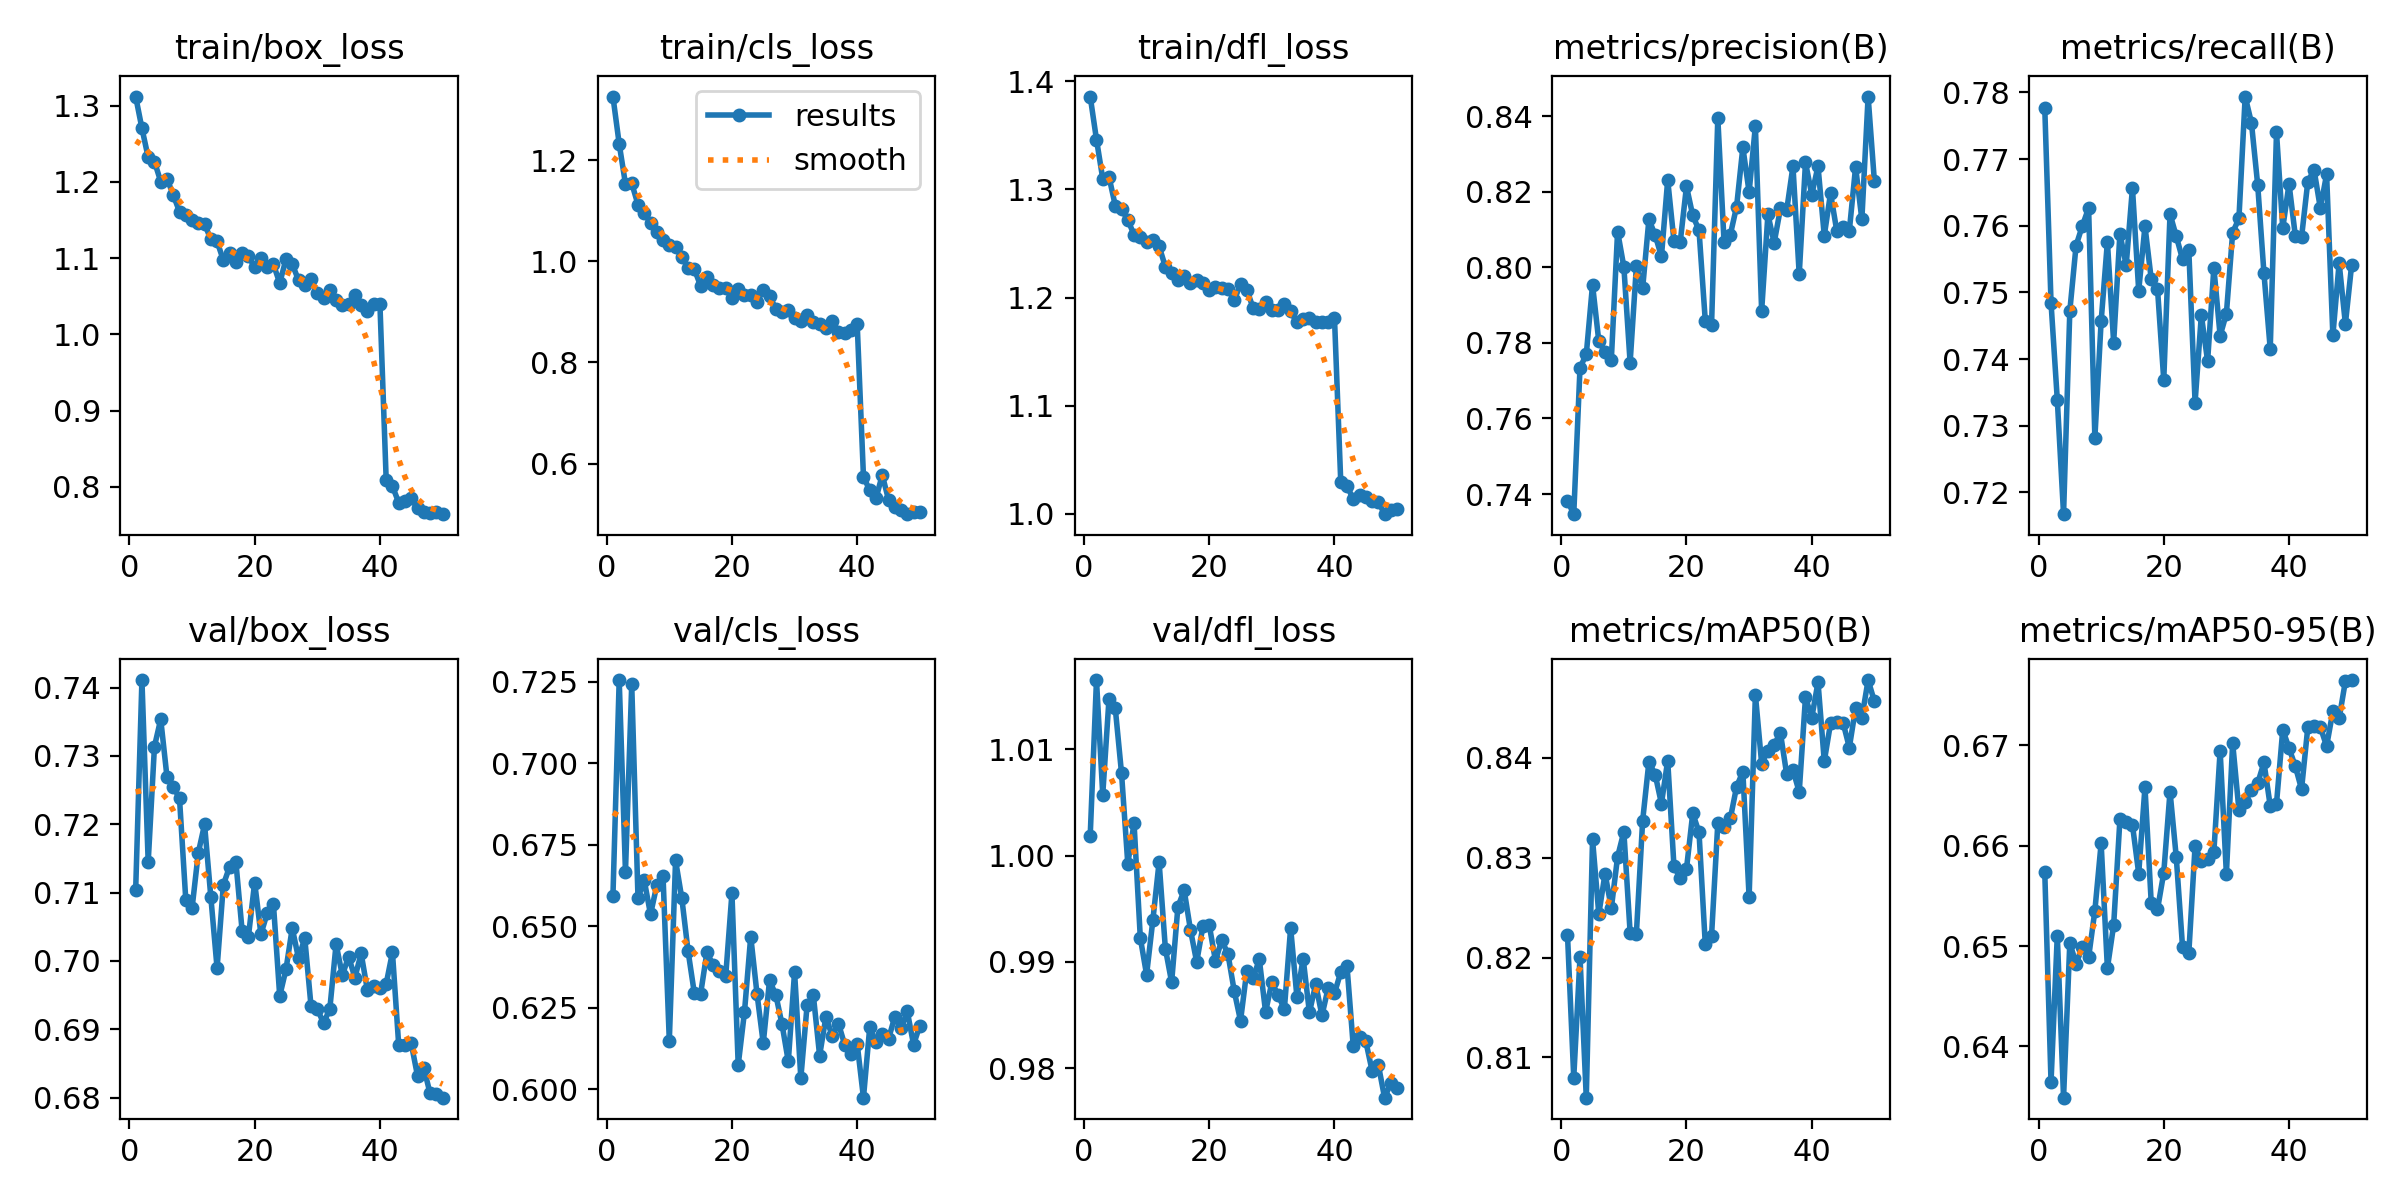 train/box_loss
1.3
1.2
1.1
1.0
0.9
0.8
0 20 40
train/cls_loss
results
smooth
1.2
1.0
0.8
0.6
0 20 40
train/dfl_loss
1.4
1.3
1.2
1.1
1.0
0 20 40
metrics/precision(B)
0.84
0.82
0.80
0.78
0.76
0.74
0 20 40
metrics/recall(B)
0.78
0.77
0.76
0.75
0.74
0.73
0.72
0 20 40
val/box_loss
0.74
0.73
0.72
0.71
0.70
0.69
0.68
0 20 40
val/cls_loss
0.725
0.700
0.675
0.650
0.625
0.600
0 20 40
val/dfl_loss
1.01
1.00
0.99
0.98
0 20 40
metrics/mAP50(B)
0.84
0.83
0.82
0.81
0 20 40
metrics/mAP50-95(B)
0.67
0.66
0.65
0.64
0 20 40